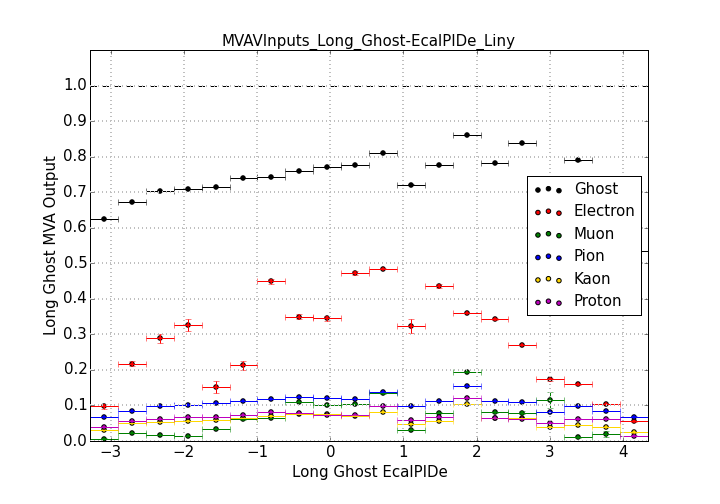 MVAVInputs_Long_Ghost-EcalPIDe_Liny
1.0
0.9
0.8
0.7
0.6
0.5
0.4
0.3
0.2
0.1
0.0
Long Ghost MVA Output
Ghost
Electron
Muon
Pion
Kaon
Proton
−3 −2 −1 0 1 2 3 4
Long Ghost EcalPIDe